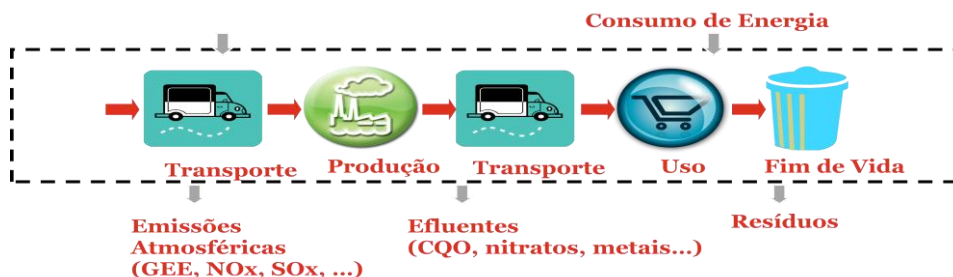 Consumo de Energia
Transporte
Produção
Transporte
Uso
Fim de Vida
Emissões
Atmosféricas
(GEE, NOx, SOx, ...)
Efluentes
(CQO, nitratos, metais...)
Resíduos